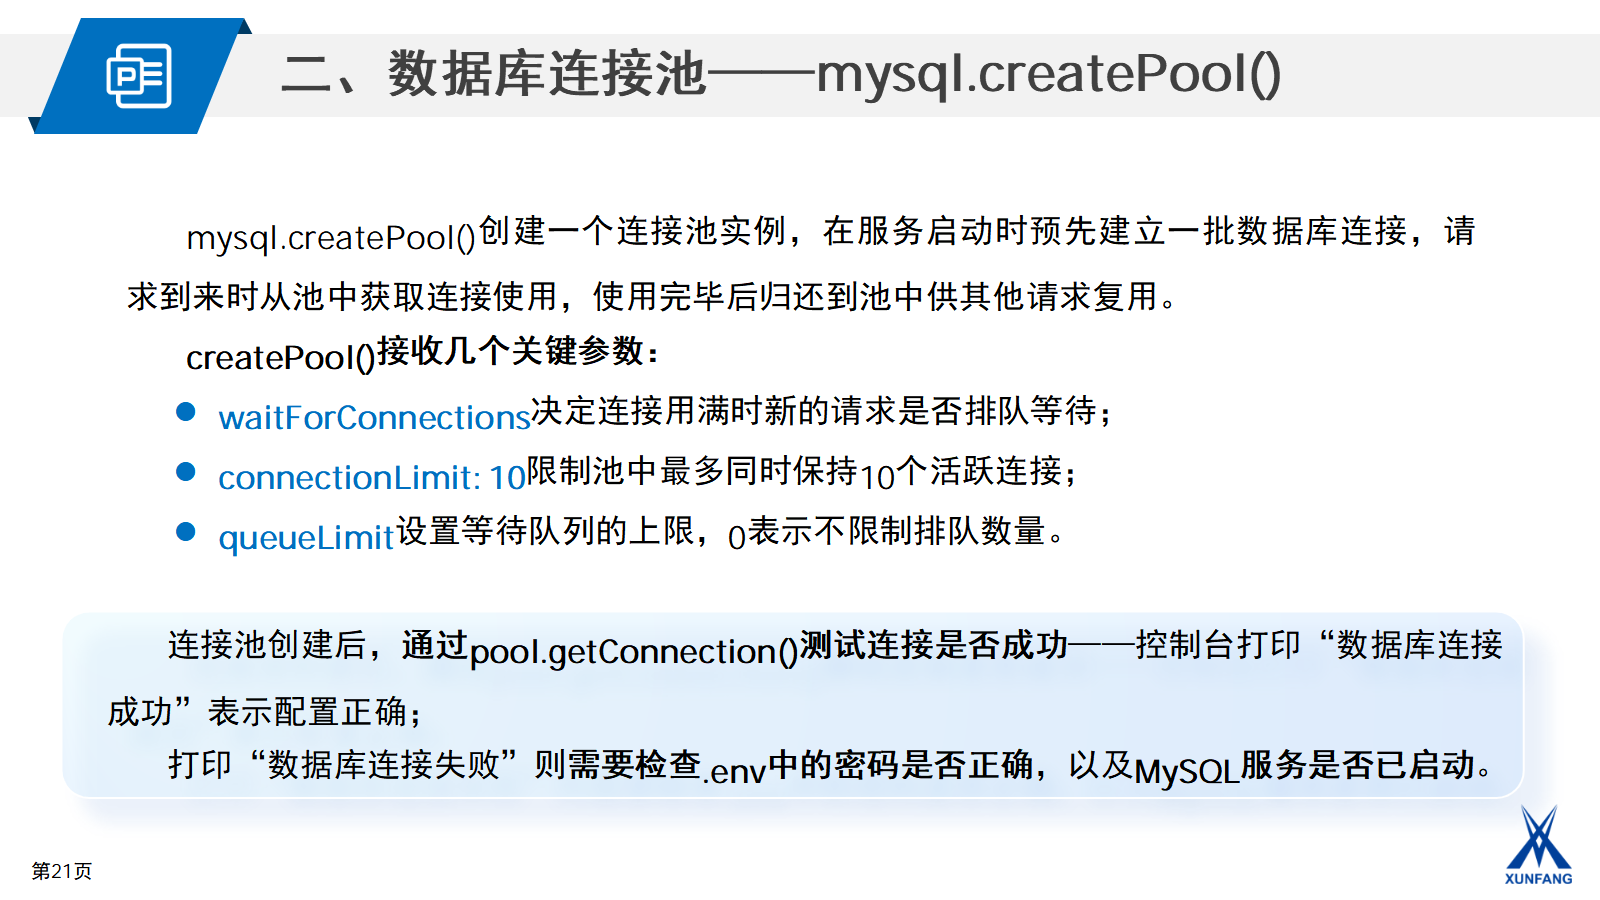 二、数据库连接池——mysql.createPool()
mysql.createPool()创建一个连接池实例，在服务启动时预先建立一批数据库连接，请
求到来时从池中获取连接使用，使用完毕后归还到池中供其他请求复用。
createPool()接收几个关键参数：
waitForConnections决定连接用满时新的请求是否排队等待；
connectionLimit: 10限制池中最多同时保持10个活跃连接；
queueLimit设置等待队列的上限，0表示不限制排队数量。
连接池创建后，通过pool.getConnection()测试连接是否成功——控制台打印“数据库连接
成功”表示配置正确；
打印“数据库连接失败”则需要检查.env中的密码是否正确，以及MySQL服务是否已启动。
第21页
XUNFANG